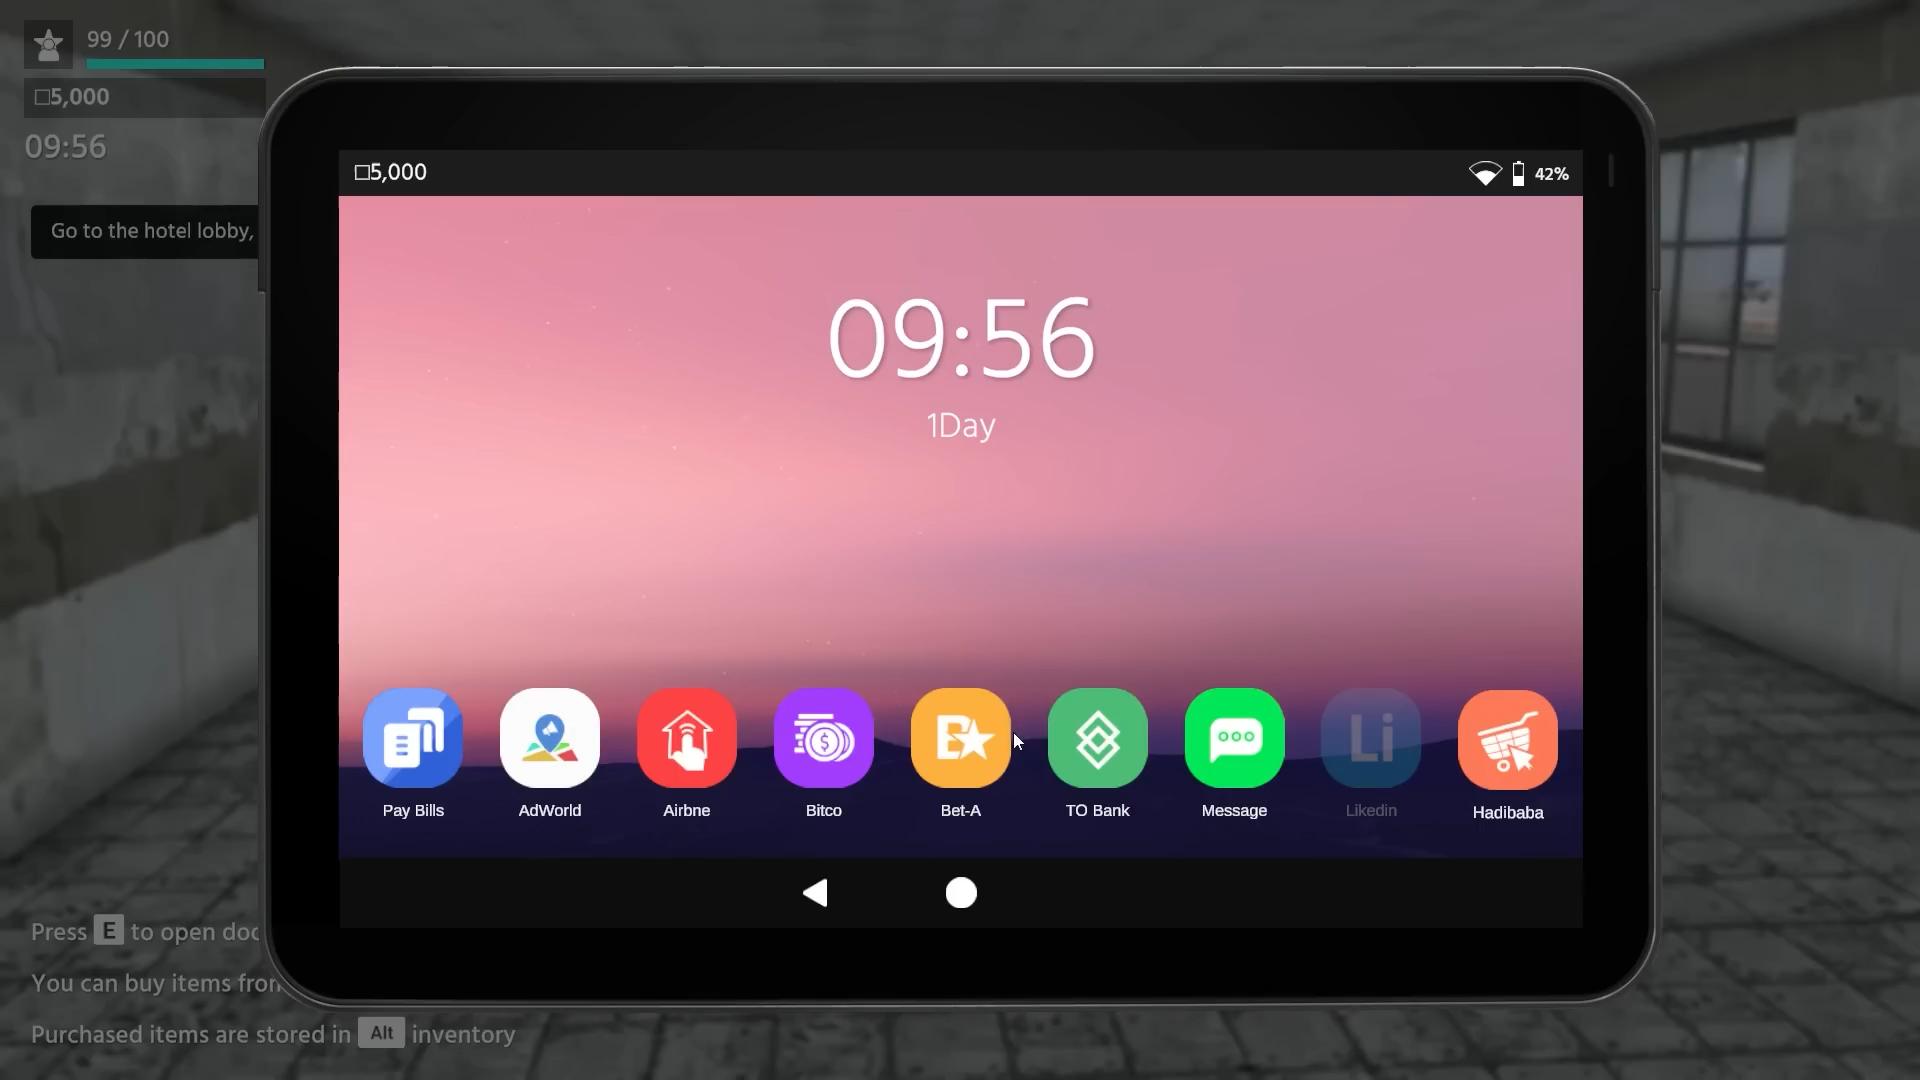 99 / 100
□5,000
09:56
Go to the hotel lobby,
□5,000
42%
09:56
1Day
B
Li
Pay Bills
AdWorld
Airbne
Bitco
Bet-A
TO Bank
Message
Likedin
Hadibaba
Press E to open doo
You can buy items from
Purchased items are stored in Alt inventory